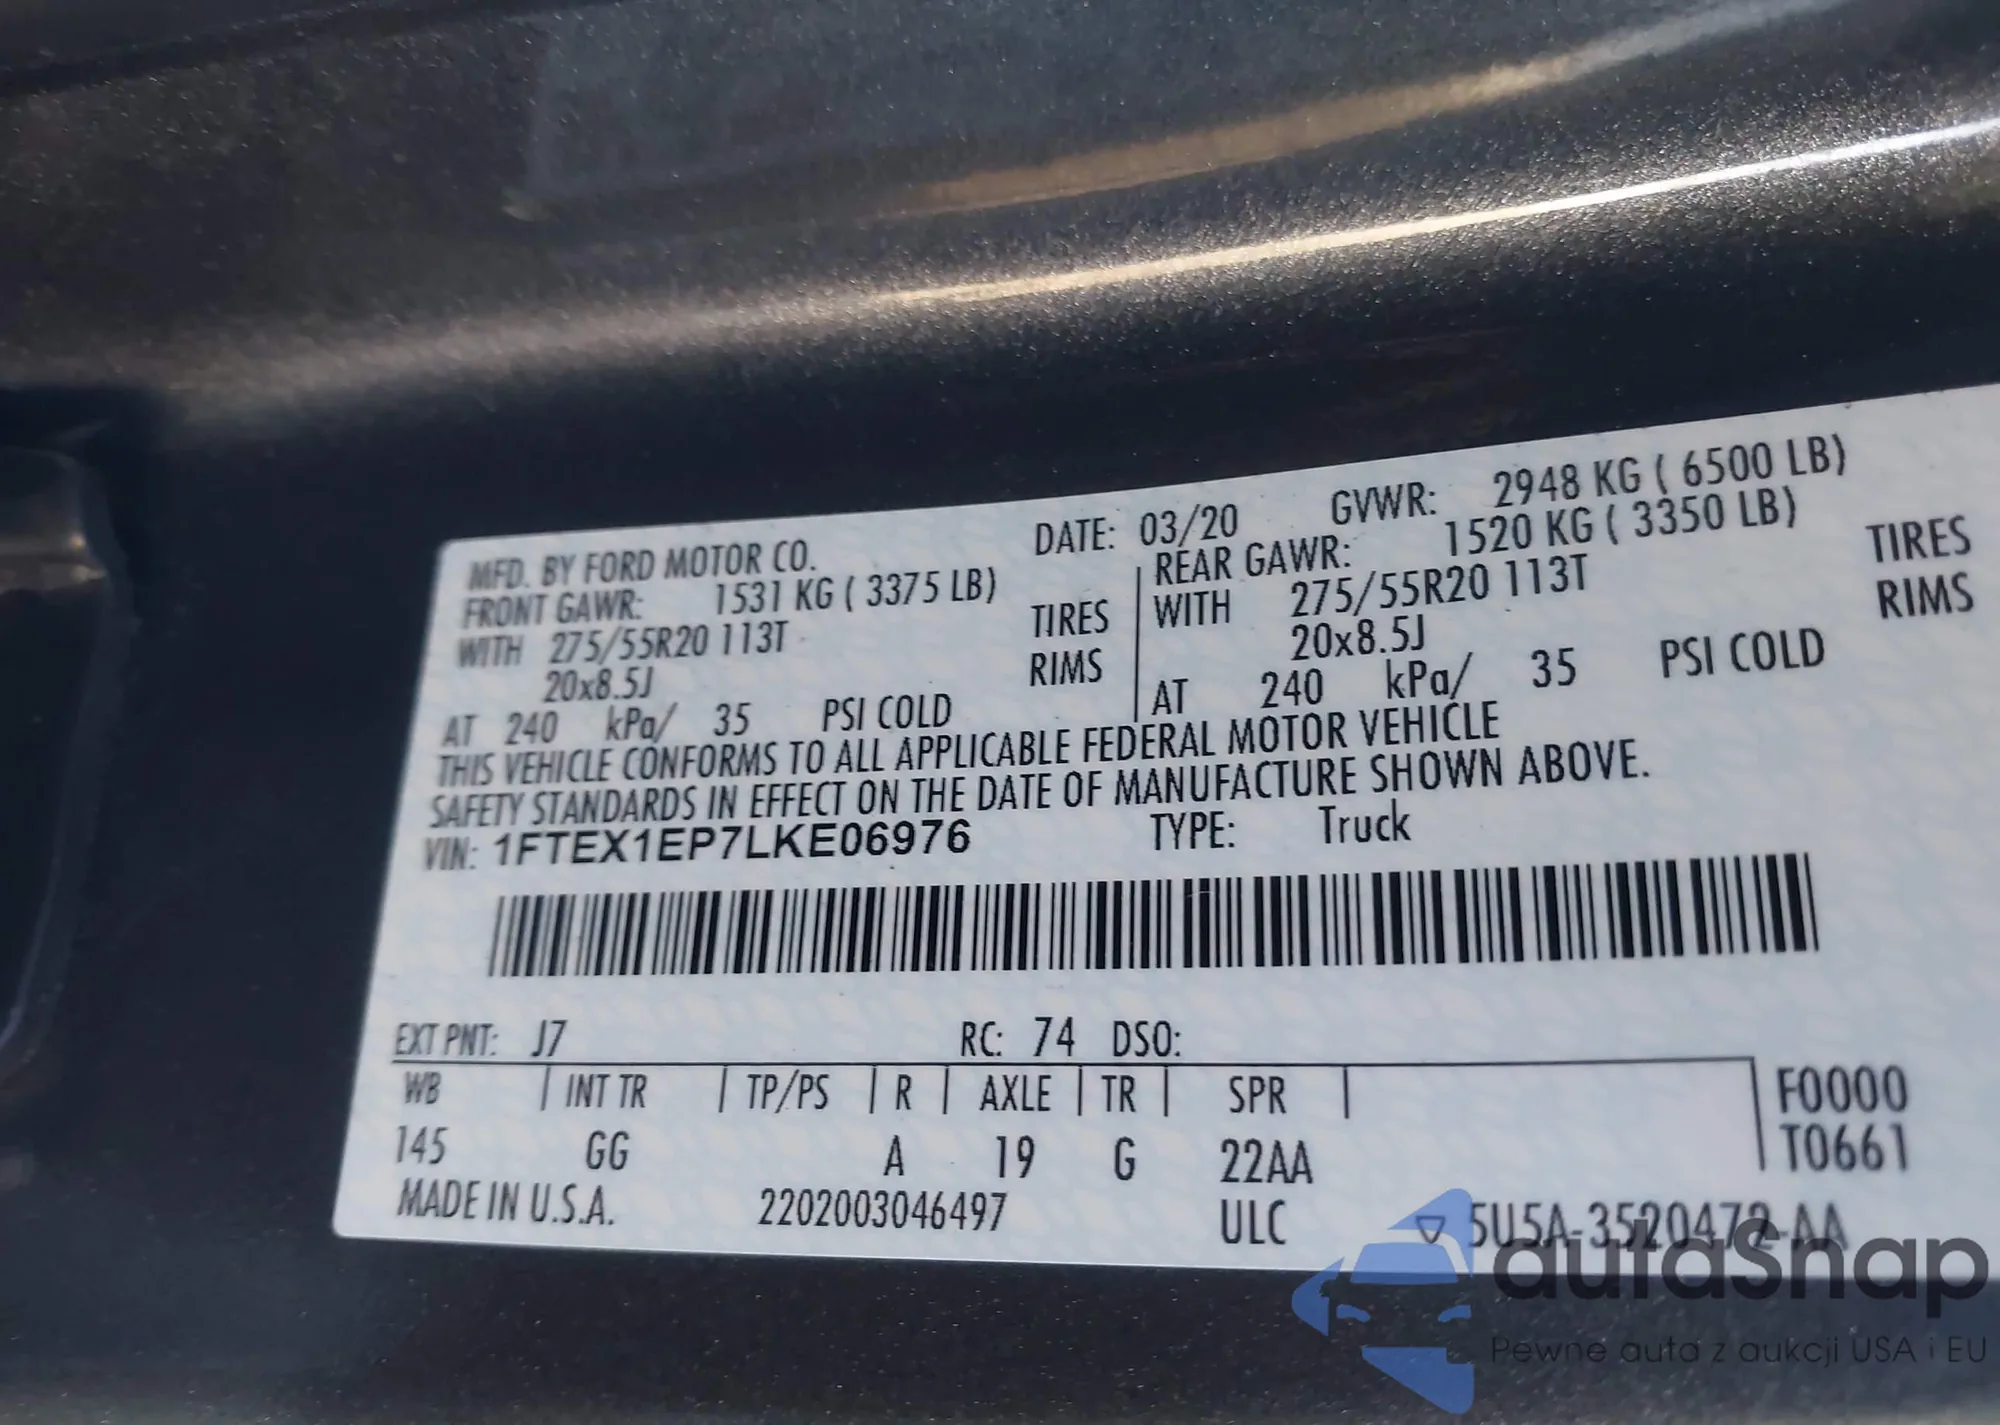 MFD. BY FORD MOTOR CO. DATE: 03/20 GVWR: 2948 KG ( 6500 LB)
FRONT GAWR: 1531 KG ( 3375 LB) REAR GAWR: 1520 KG ( 3350 LB)
WITH 275/55R20 113T TIRES WITH 275/55R20 113T TIRES
20x8.5J RIMS 20x8.5J RIMS
AT 240 kPa/ 35 PSI COLD AT 240 kPa/ 35 PSI COLD
THIS VEHICLE CONFORMS TO ALL APPLICABLE FEDERAL MOTOR VEHICLE
SAFETY STANDARDS IN EFFECT ON THE DATE OF MANUFACTURE SHOWN ABOVE.
VIN: 1FTEX1EP7LKE06976 TYPE: Truck
EXT PNT: J7 RC: 74 DSO:
WB INT TR TP/PS R AXLE TR SPR F0000
145 GG A 19 G 22AA T0661
MADE IN U.S.A. 2202003046497 ULC 5U5A-3520472-AA
autaSnap
Pewne auta z aukcji USA i EU